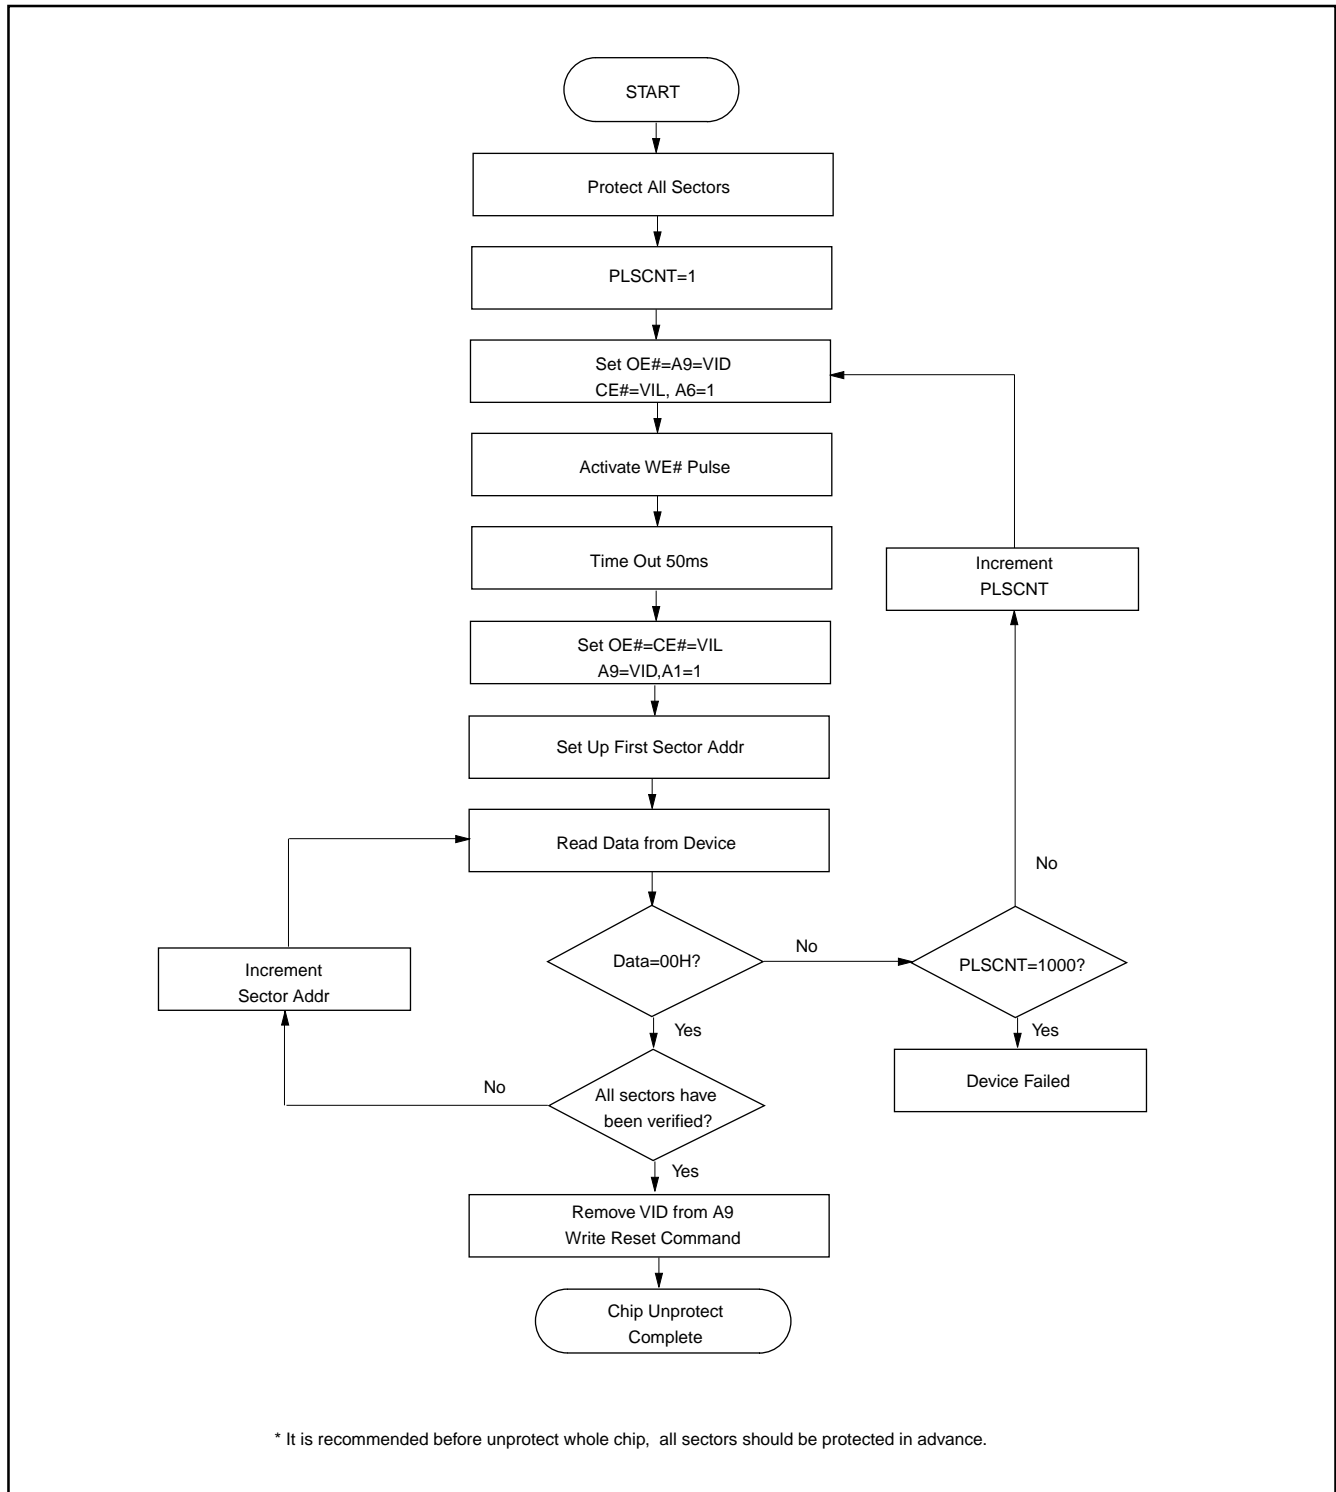 START
Protect All Sectors
PLSCNT=1
Set OE#=A9=VID
CE#=VIL, A6=1
Activate WE# Pulse
Time Out 50ms
Increment
PLSCNT
Set OE#=CE#=VIL
A9=VID,A1=1
Set Up First Sector Addr
Read Data from Device
No
Data=00H?
No
PLSCNT=1000?
Increment
Sector Addr
Yes
Yes
Device Failed
No
All sectors have
been verified?
Yes
Remove VID from A9
Write Reset Command
Chip Unprotect
Complete
* It is recommended before unprotect whole chip, all sectors should be protected in advance.